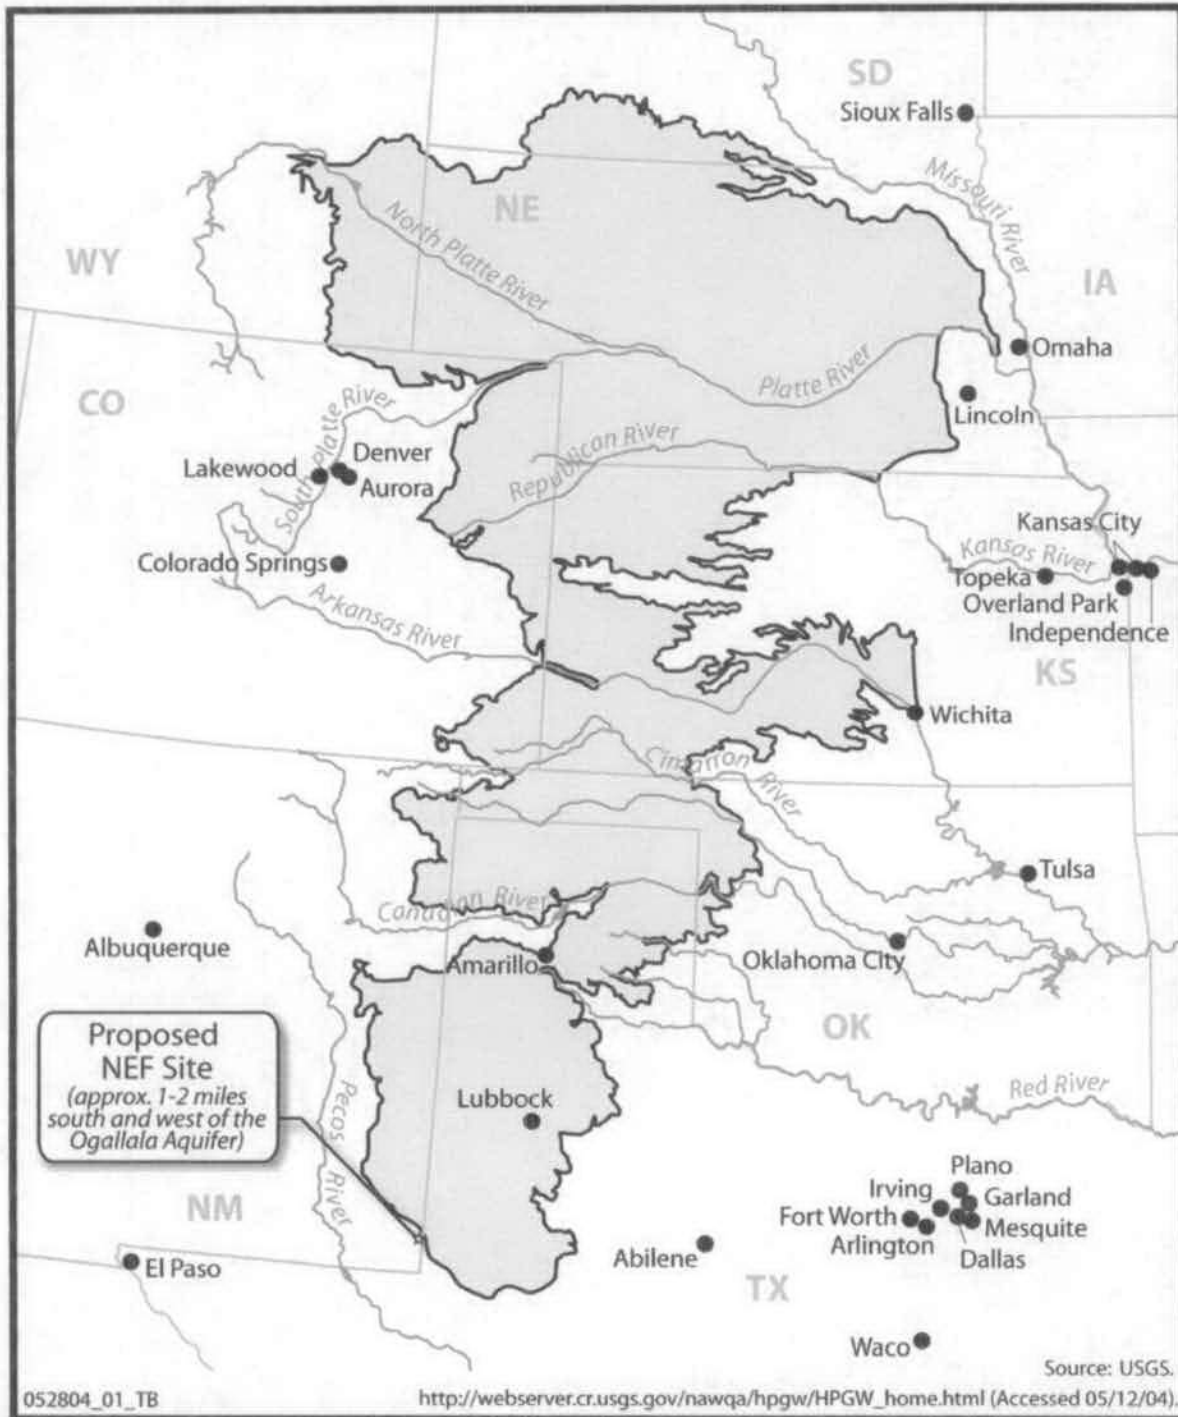 SD
Sioux Falls
Missouri River
NE
North Platte River
WY
IA
Omaha
Platte River
CO
Lincoln
South Platte River
Denver
Lakewood
Aurora
Republican River
Kansas City
Kansas River
Colorado Springs
Topeka
Overland Park
Arkansas River
Independence
KS
Wichita
Cimarron River
Tulsa
Canadian River
Albuquerque
Amarillo
Oklahoma City
OK
Proposed
NEF Site
(approx. 1-2 miles
south and west of the
Ogallala Aquifer)
Pecos River
Lubbock
Red River
Plano
Irving
Garland
NM
Fort Worth
Mesquite
Arlington
Dallas
Abilene
El Paso
TX
Waco
Source: USGS.
052804_01_TB
http://webserver.cr.usgs.gov/nawqa/hpgw/HPGW_home.html (Accessed 05/12/04).